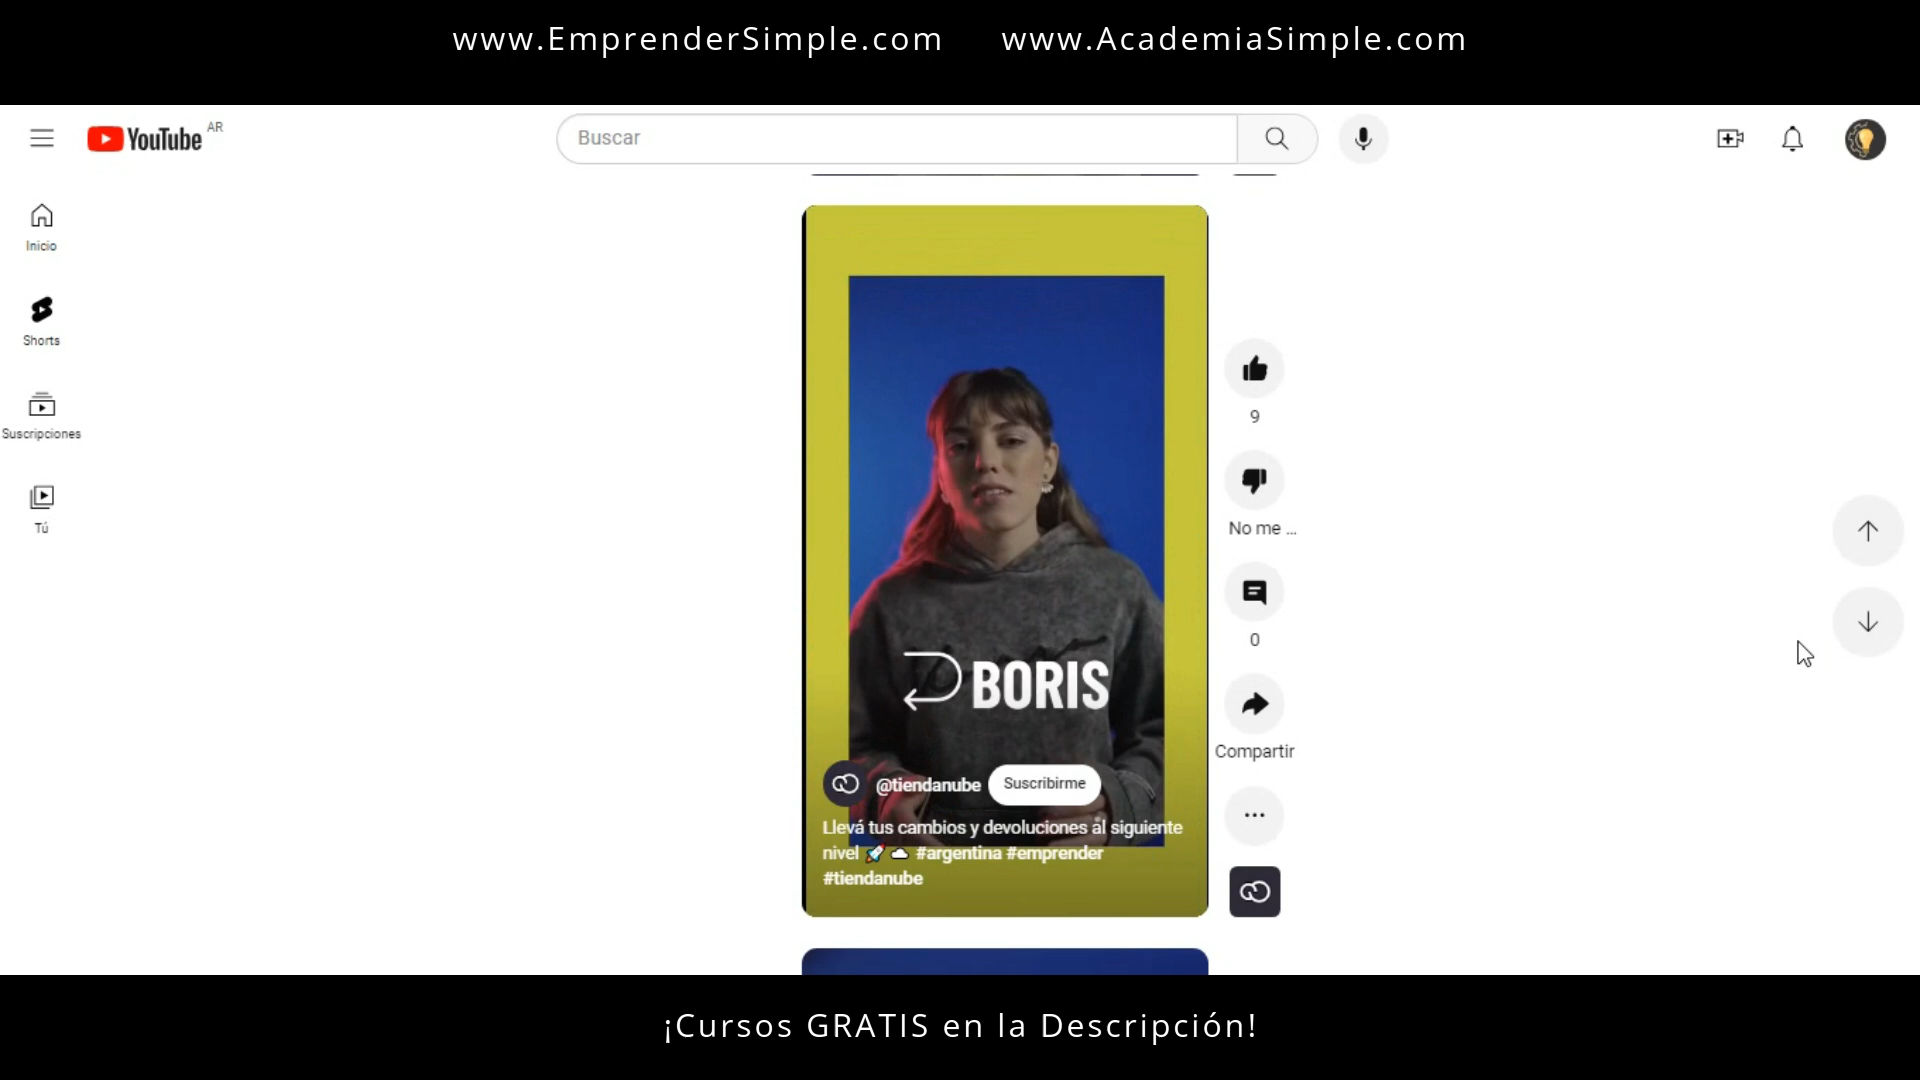 www.EmprenderSimple.com www.AcademiaSimple.com
YouTube AR
Buscar
Inicio
Shorts
Suscripciones
Tú
9
No me ...
0
Compartir
BORIS
@tiendanube Suscribirme
Llevá tus cambios y devoluciones al siguiente
nivel 🚀 ☁️ #argentina #emprender
#tiendanube
¡Cursos GRATIS en la Descripción!